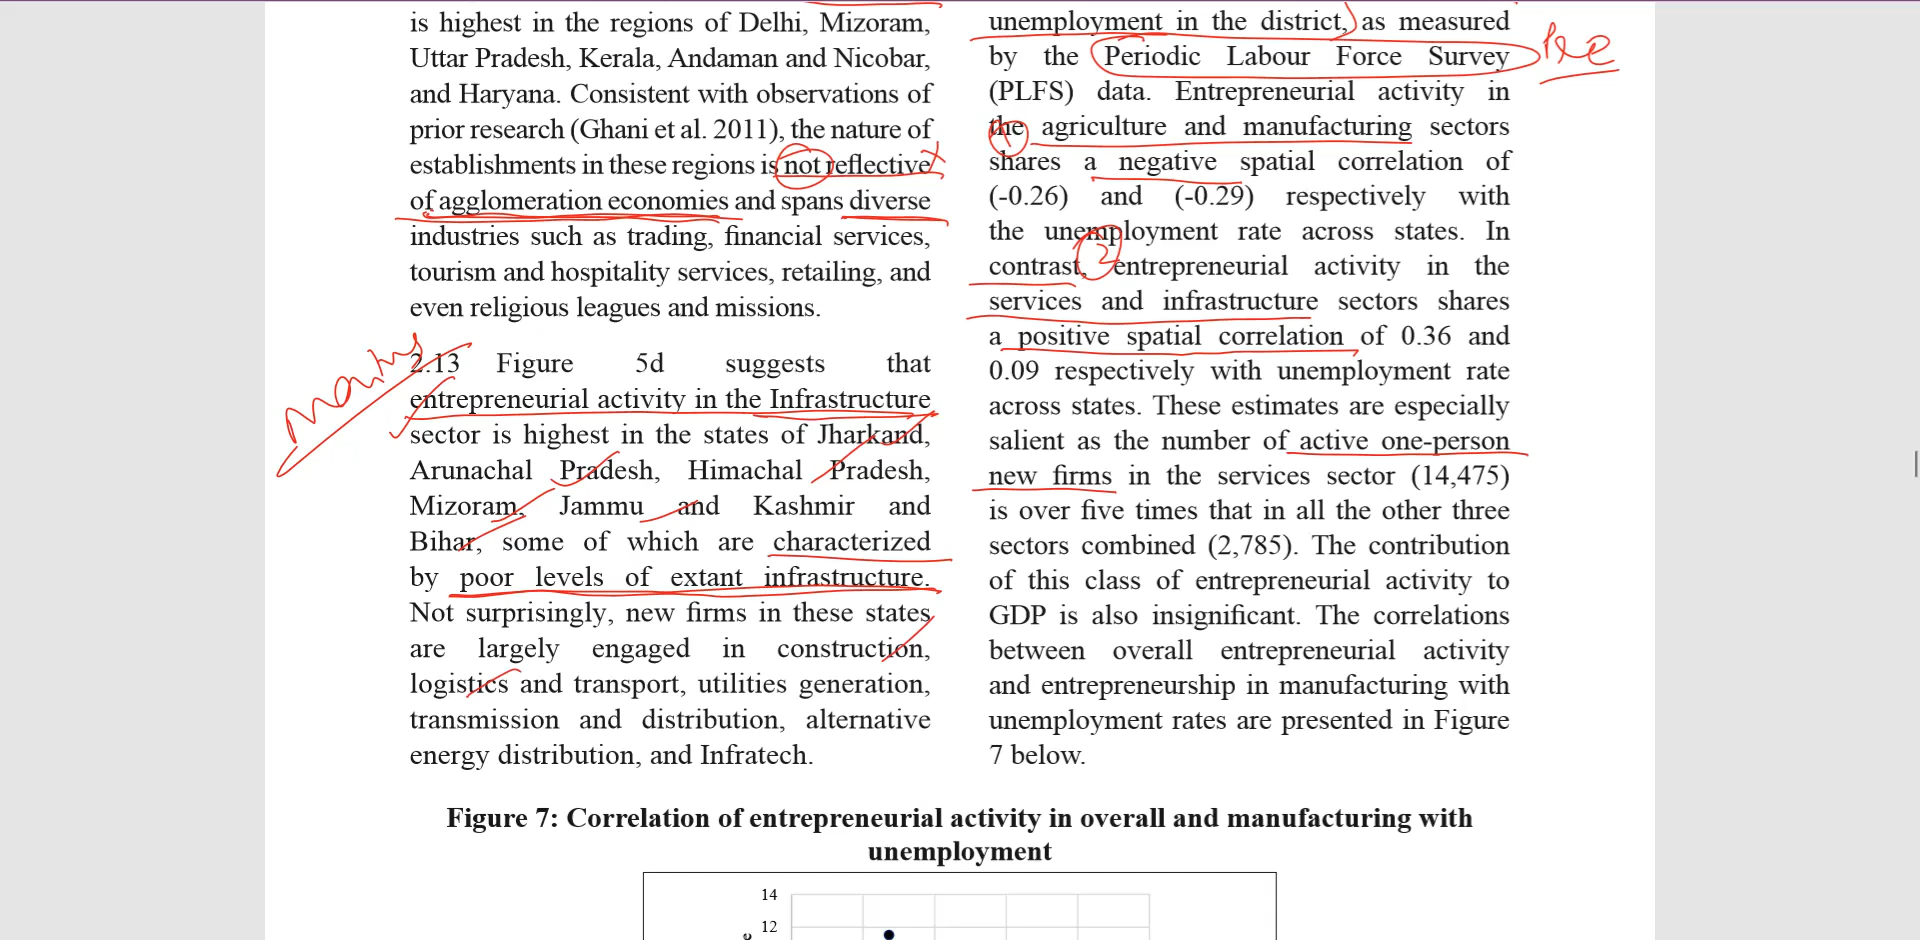 is highest in the regions of Delhi, Mizoram,
Uttar Pradesh, Kerala, Andaman and Nicobar,
and Haryana. Consistent with observations of
prior research (Ghani et al. 2011), the nature of
establishments in these regions is not reflective
of agglomeration economies and spans diverse
industries such as trading, financial services,
tourism and hospitality services, retailing, and
even religious leagues and missions.
Mains
2.13 Figure 5d suggests that
entrepreneurial activity in the Infrastructure
sector is highest in the states of Jharkand,
Arunachal Pradesh, Himachal Pradesh,
Mizoram, Jammu and Kashmir and
Bihar, some of which are characterized
by poor levels of extant infrastructure.
Not surprisingly, new firms in these states
are largely engaged in construction,
logistics and transport, utilities generation,
transmission and distribution, alternative
energy distribution, and Infratech.
unemployment in the district, as measured
by the Periodic Labour Force Survey
Pre
(PLFS) data. Entrepreneurial activity in
1
the agriculture and manufacturing sectors
shares a negative spatial correlation of
(-0.26) and (-0.29) respectively with
the unemployment rate across states. In
2
contrast, entrepreneurial activity in the
services and infrastructure sectors shares
a positive spatial correlation of 0.36 and
0.09 respectively with unemployment rate
across states. These estimates are especially
salient as the number of active one-person
new firms in the services sector (14,475)
is over five times that in all the other three
sectors combined (2,785). The contribution
of this class of entrepreneurial activity to
GDP is also insignificant. The correlations
between overall entrepreneurial activity
and entrepreneurship in manufacturing with
unemployment rates are presented in Figure
7 below.
Figure 7: Correlation of entrepreneurial activity in overall and manufacturing with
unemployment
14
12